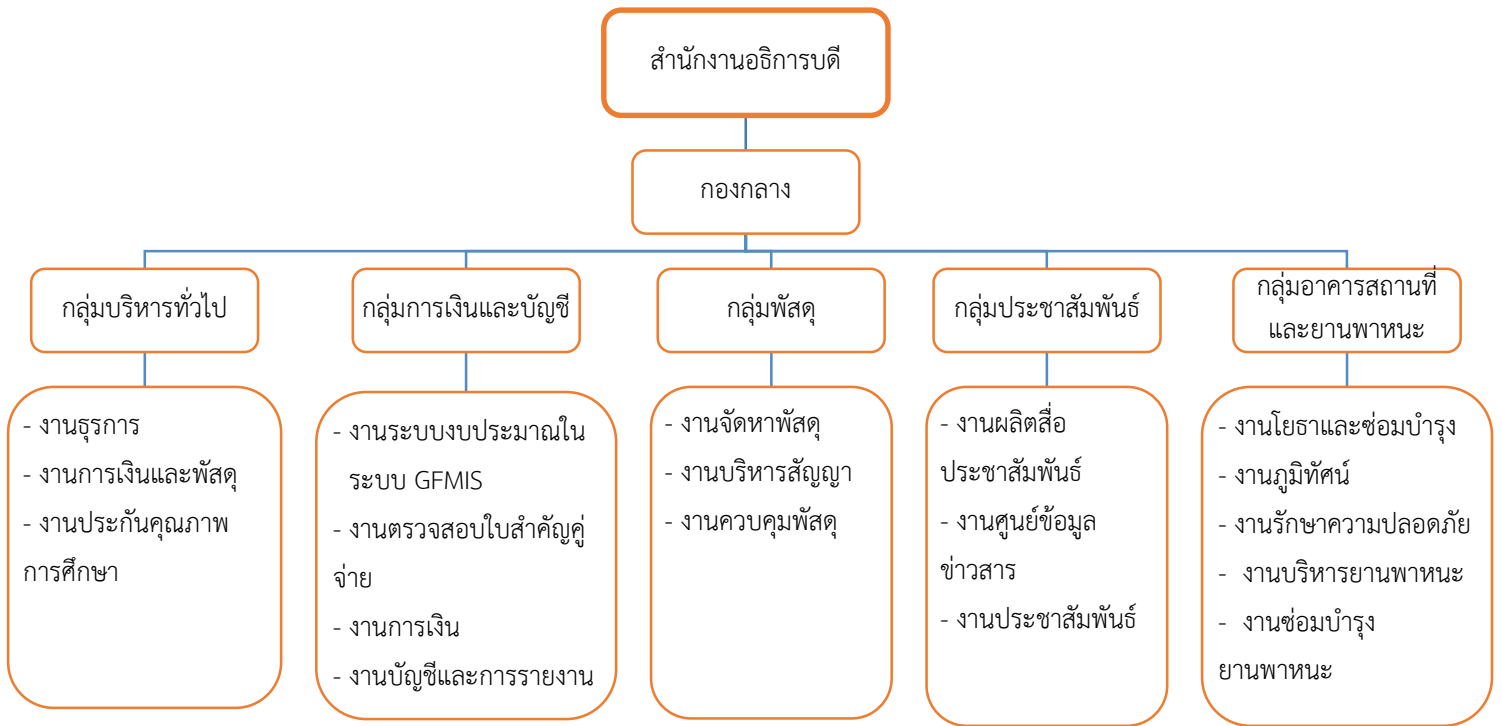 สำนักงานอธิการบดี
กองกลาง
กลุ่มบริหารทั่วไป
กลุ่มการเงินและบัญชี
กลุ่มพัสดุ
กลุ่มประชาสัมพันธ์
กลุ่มอาคารสถานที่
และยานพาหนะ
- งานธุรการ
- งานการเงินและพัสดุ
- งานประกันคุณภาพ
การศึกษา
- งานระบบงบประมาณใน
ระบบ GFMIS
- งานตรวจสอบใบสำคัญคู่
จ่าย
- งานการเงิน
- งานบัญชีและการรายงาน
- งานจัดหาพัสดุ
- งานบริหารสัญญา
- งานควบคุมพัสดุ
- งานผลิตสื่อ
ประชาสัมพันธ์
- งานศูนย์ข้อมูล
ข่าวสาร
- งานประชาสัมพันธ์
- งานโยธาและซ่อมบำรุง
- งานภูมิทัศน์
- งานรักษาความปลอดภัย
- งานบริหารยานพาหนะ
- งานซ่อมบำรุง
ยานพาหนะ